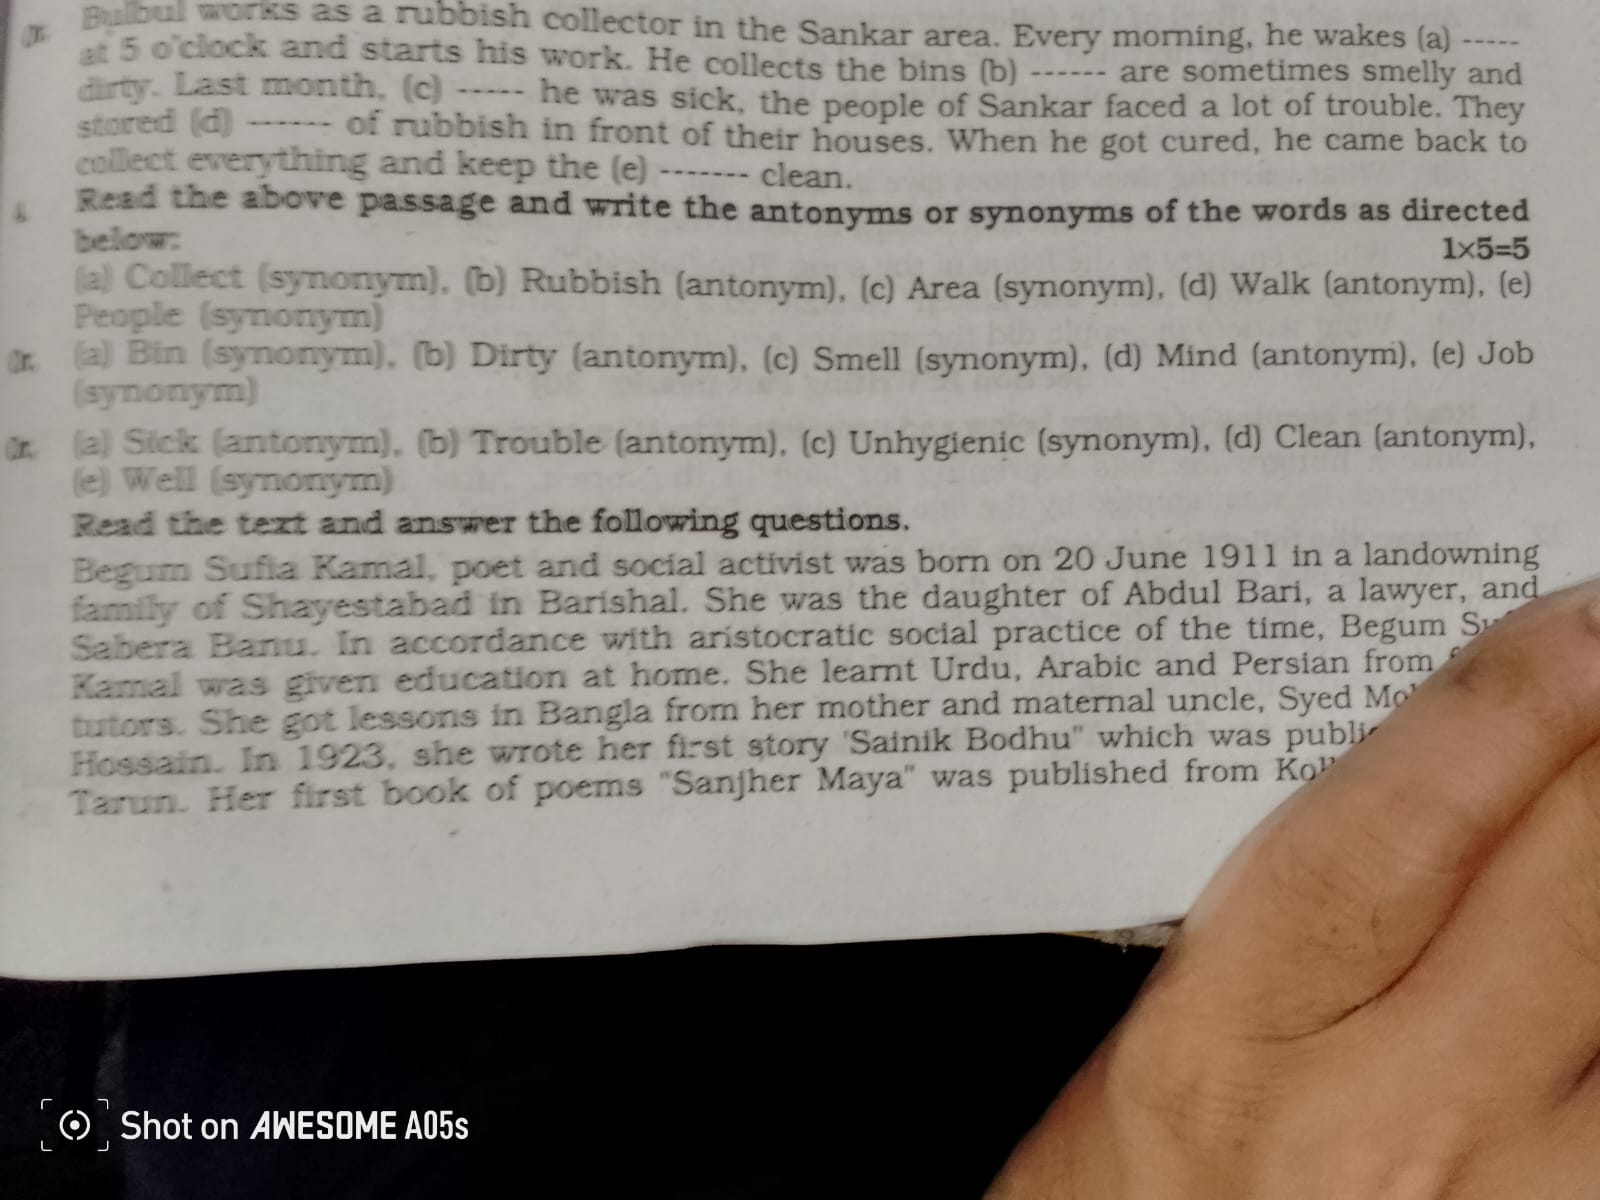 Or. Bulbul works as a rubbish collector in the Sankar area. Every morning, he wakes (a) -----
at 5 o'clock and starts his work. He collects the bins (b) ------ are sometimes smelly and
dirty. Last month, (c) ----- he was sick, the people of Sankar faced a lot of trouble. They
stored (d) ------- of rubbish in front of their houses. When he got cured, he came back to
collect everything and keep the (e) ------- clean.
Read the above passage and write the antonyms or synonyms of the words as directed
below:
1×5=5
(a) Collect (synonym), (b) Rubbish (antonym), (c) Area (synonym), (d) Walk (antonym), (e)
People (synonym)
Or. (a) Bin (synonym), (b) Dirty (antonym), (c) Smell (synonym), (d) Mind (antonym), (e) Job
(synonym)
Or. (a) Sick (antonym), (b) Trouble (antonym), (c) Unhygienic (synonym), (d) Clean (antonym),
(e) Well (synonym)
Read the text and answer the following questions.
Begum Sufia Kamal, poet and social activist was born on 20 June 1911 in a landowning
family of Shayestabad in Barishal. She was the daughter of Abdul Bari, a lawyer, and
Sabera Banu. In accordance with aristocratic social practice of the time, Begum
Kamal was given education at home. She learnt Urdu, Arabic and Persian from
tutors. She got lessons in Bangla from her mother and maternal uncle, Syed
Hossain. In 1923, she wrote her first story 'Sainik Bodhu" which was
Tarun. Her first book of poems "Sanjher Maya" was published from
Shot on AWESOME A05s